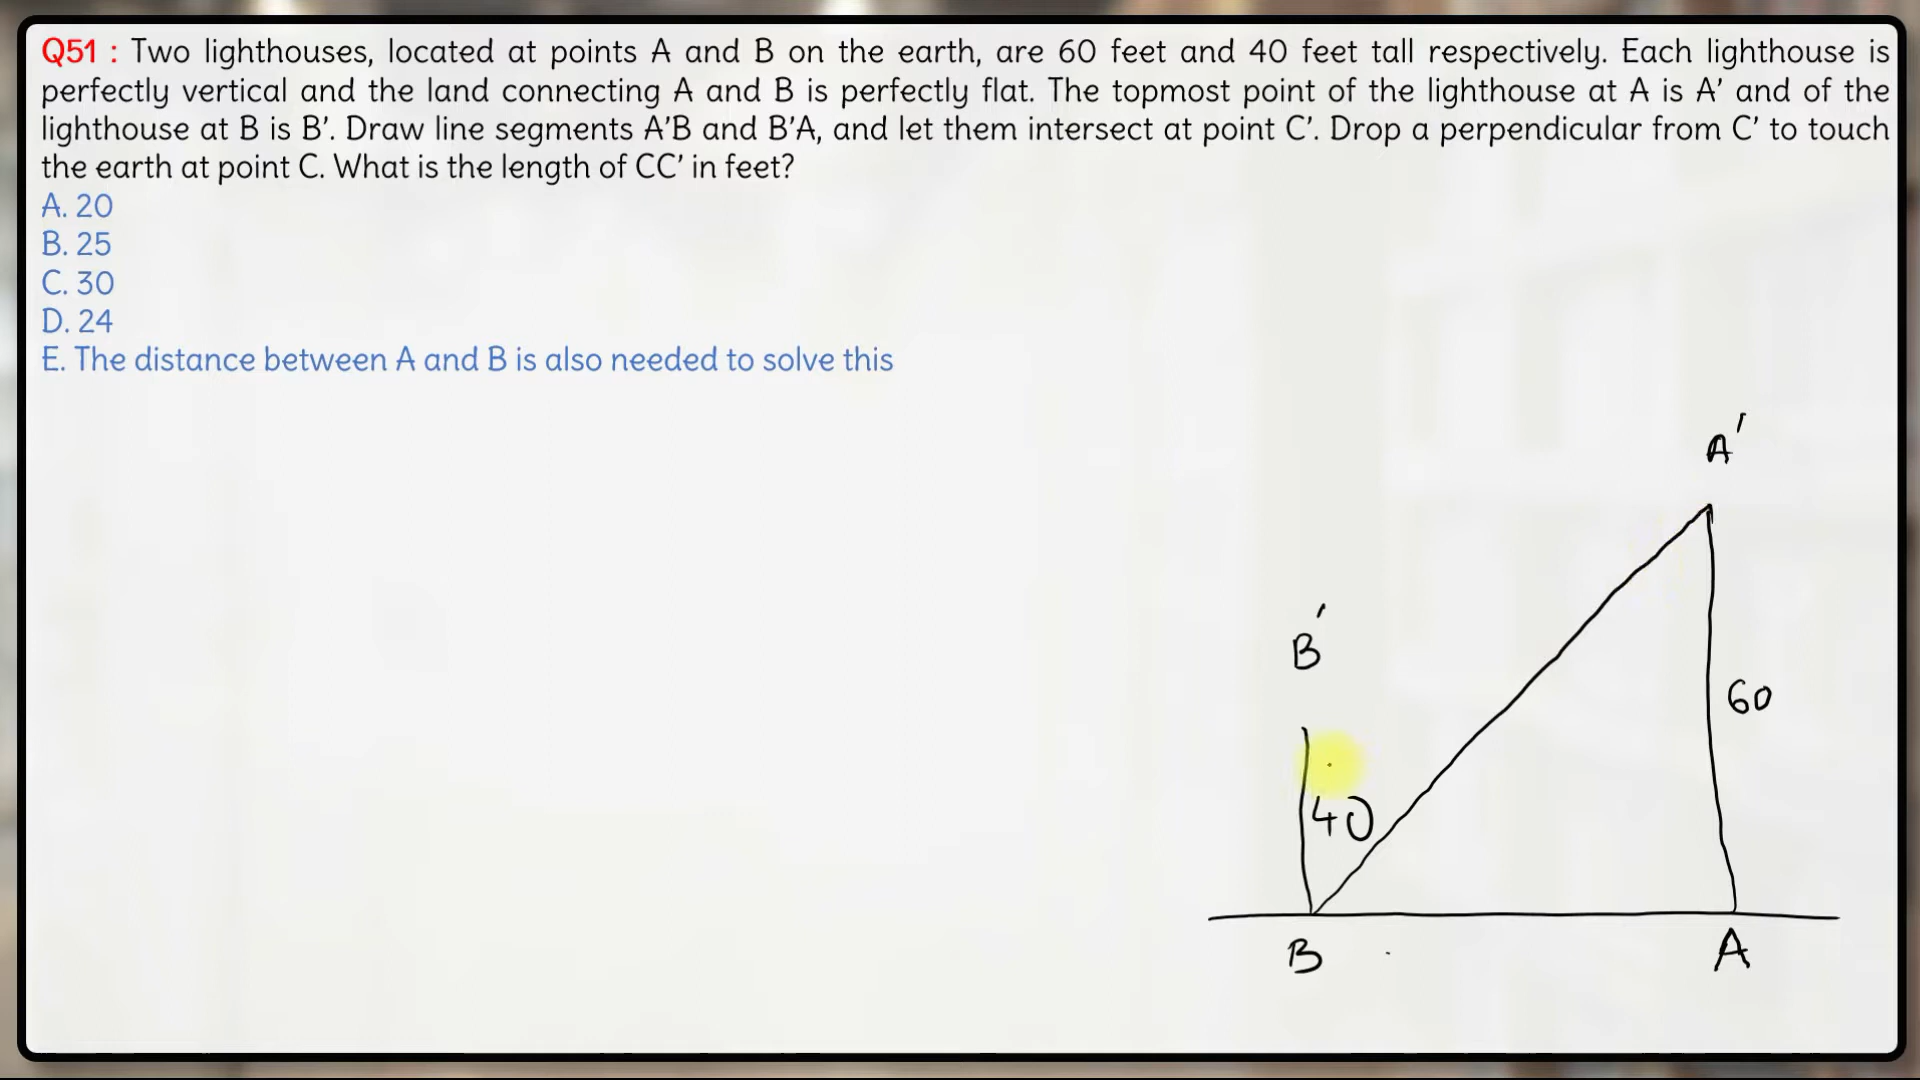 Q51 : Two lighthouses, located at points A and B on the earth, are 60 feet and 40 feet tall respectively. Each lighthouse is
perfectly vertical and the land connecting A and B is perfectly flat. The topmost point of the lighthouse at A is A’ and of the
lighthouse at B is B’. Draw line segments A’B and B’A, and let them intersect at point C’. Drop a perpendicular from C’ to touch
the earth at point C. What is the length of CC’ in feet?
A. 20
B. 25
C. 30
D. 24
E. The distance between A and B is also needed to solve this
A'
B'
60
40
B
A